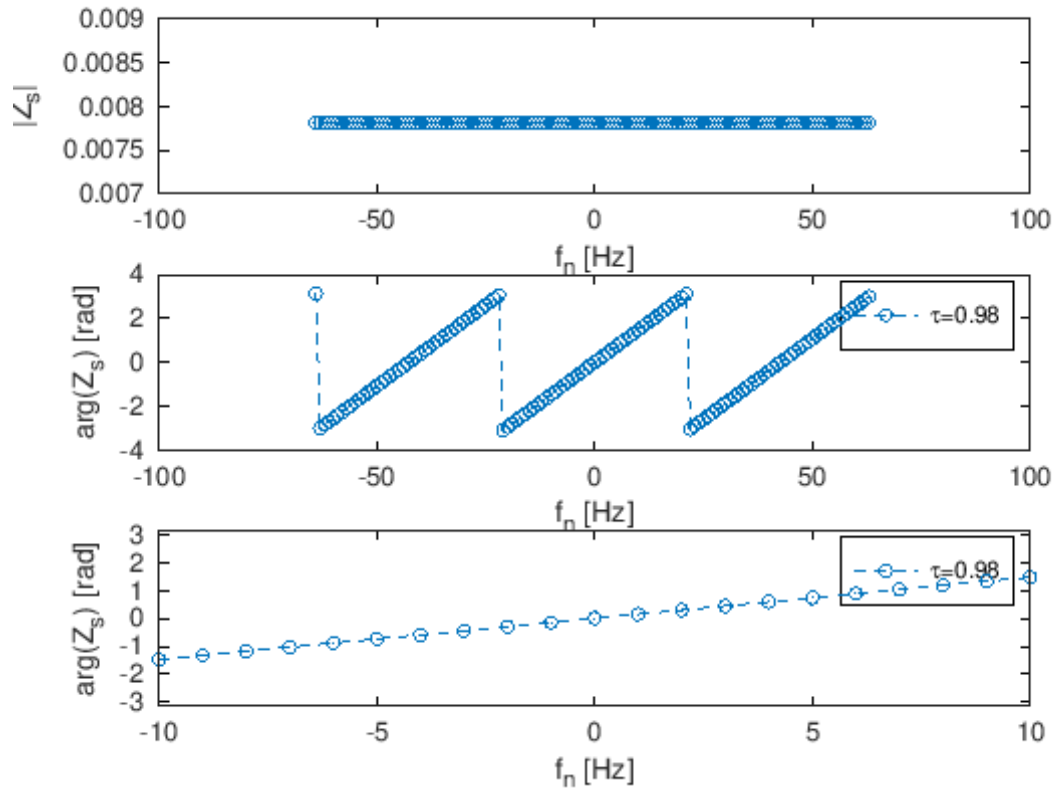 |Z_s|
0.009
0.0085
0.008
0.0075
0.007
-100 -50 0 50 100
f_n [Hz]
arg(Z_s) [rad]
4
2
0
-2
-4
τ=0.98
-100 -50 0 50 100
f_n [Hz]
arg(Z_s) [rad]
3
2
1
0
-1
-2
-3
τ=0.98
-10 -5 0 5 10
f_n [Hz]